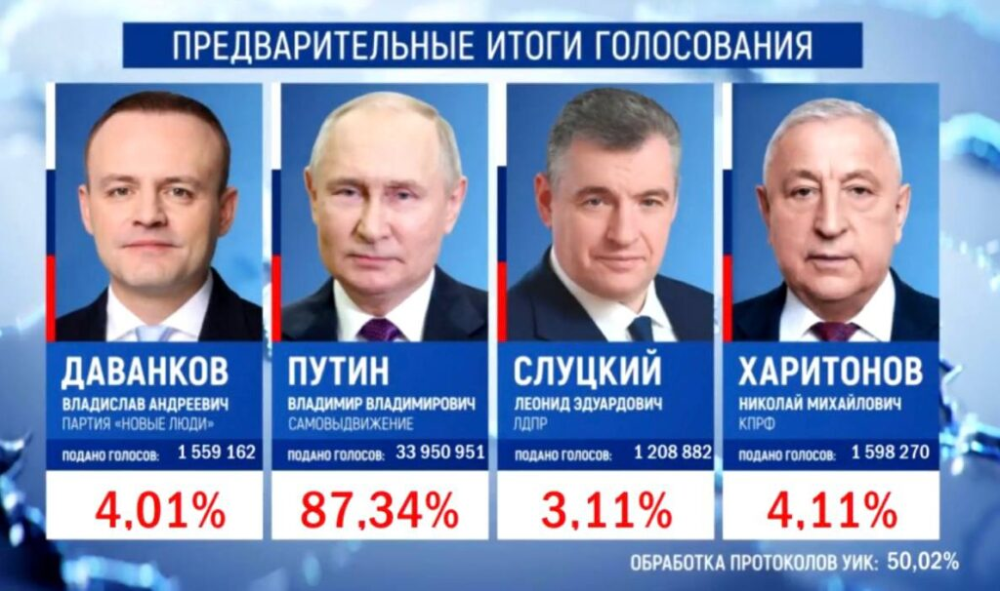 ПРЕДВАРИТЕЛЬНЫЕ ИТОГИ ГОЛОСОВАНИЯ
ДАВАНКОВ
ВЛАДИСЛАВ АНДРЕЕВИЧ
ПАРТИЯ «НОВЫЕ ЛЮДИ»
ПОДАНО ГОЛОСОВ: 1 559 162
4,01%
ПУТИН
ВЛАДИМИР ВЛАДИМИРОВИЧ
САМОВЫДВИЖЕНИЕ
ПОДАНО ГОЛОСОВ: 33 950 951
87,34%
СЛУЦКИЙ
ЛЕОНИД ЭДУАРДОВИЧ
ЛДПР
ПОДАНО ГОЛОСОВ: 1 208 882
3,11%
ХАРИТОНОВ
НИКОЛАЙ МИХАЙЛОВИЧ
КПРФ
ПОДАНО ГОЛОСОВ: 1 598 270
4,11%
ОБРАБОТКА ПРОТОКОЛОВ УИК: 50,02%